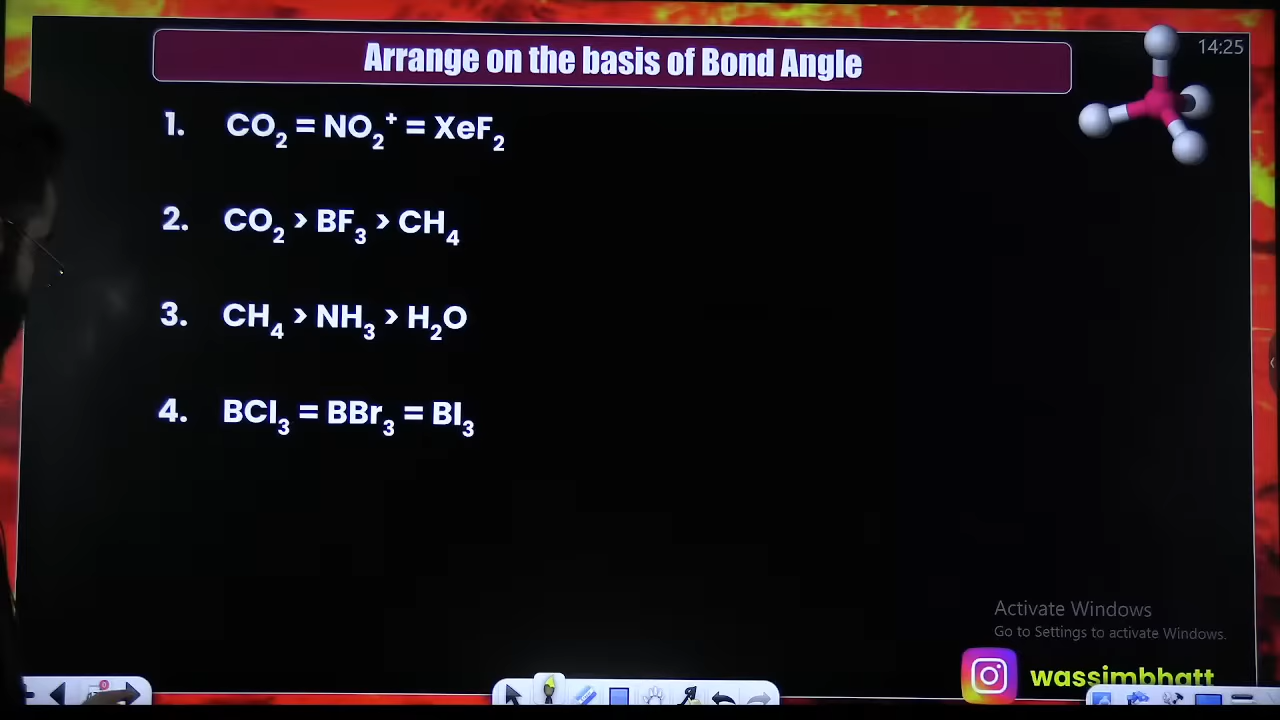 Arrange on the basis of Bond Angle
14:25
1. CO₂ = NO₂⁺ = XeF₂
2. CO₂ > BF₃ > CH₄
3. CH₄ > NH₃ > H₂O
4. BCl₃ = BBr₃ = BI₃
Activate Windows
Go to Settings to activate Windows.
wassimbhatt